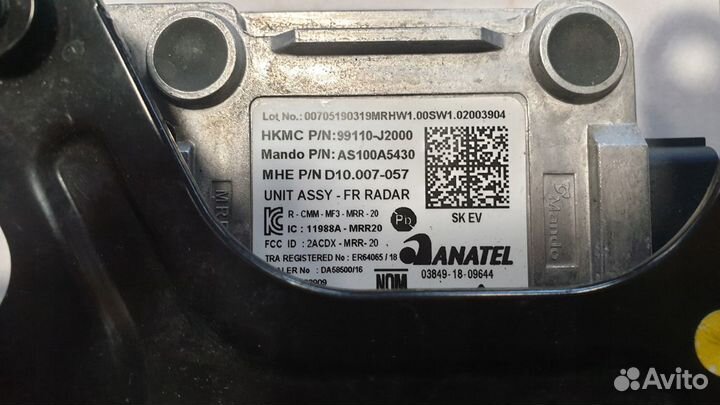 Lot No.: 00705190319MRHW1.00SW1.02003904
HKMC P/N:99110-J2000
Mando P/N: AS100A5430
MHE P/N D10.007-057
UNIT ASSY - FR RADAR
SK EV
R - CMM - MF3 - MRR - 20
IC : 11988A - MRR20
Pb
FCC ID : 2ACDX - MRR - 20
ANATEL
TRA REGISTERED No : ER64065 / 18
03849 - 18 - 09644
No : DA58500/16
NOM
Mando
Avito